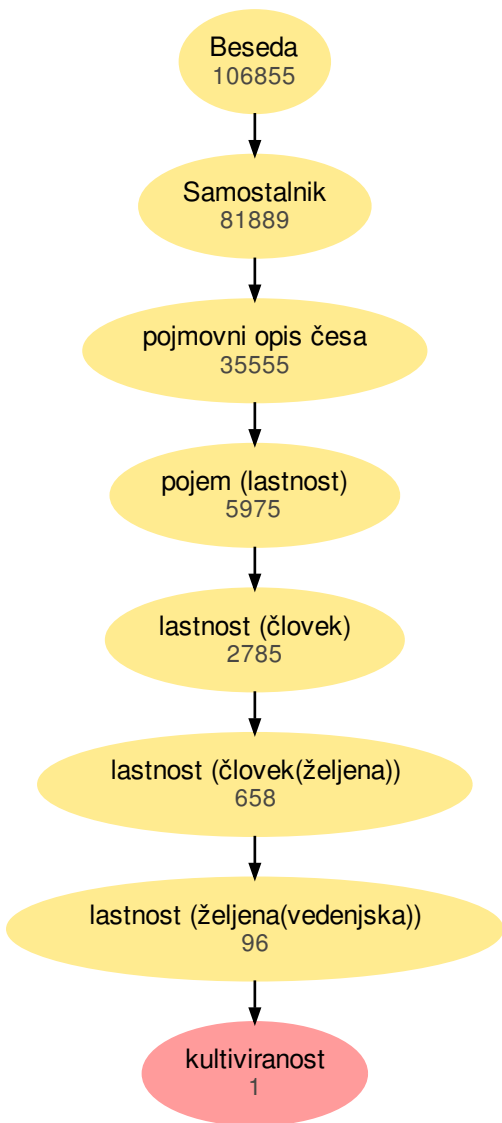 Beseda
106855
Samostalnik
81889
pojmovni opis česa
35555
pojem (lastnost)
5975
lastnost (človek)
2785
lastnost (človek(željena))
658
lastnost (željena(vedenjska))
96
kultiviranost
1